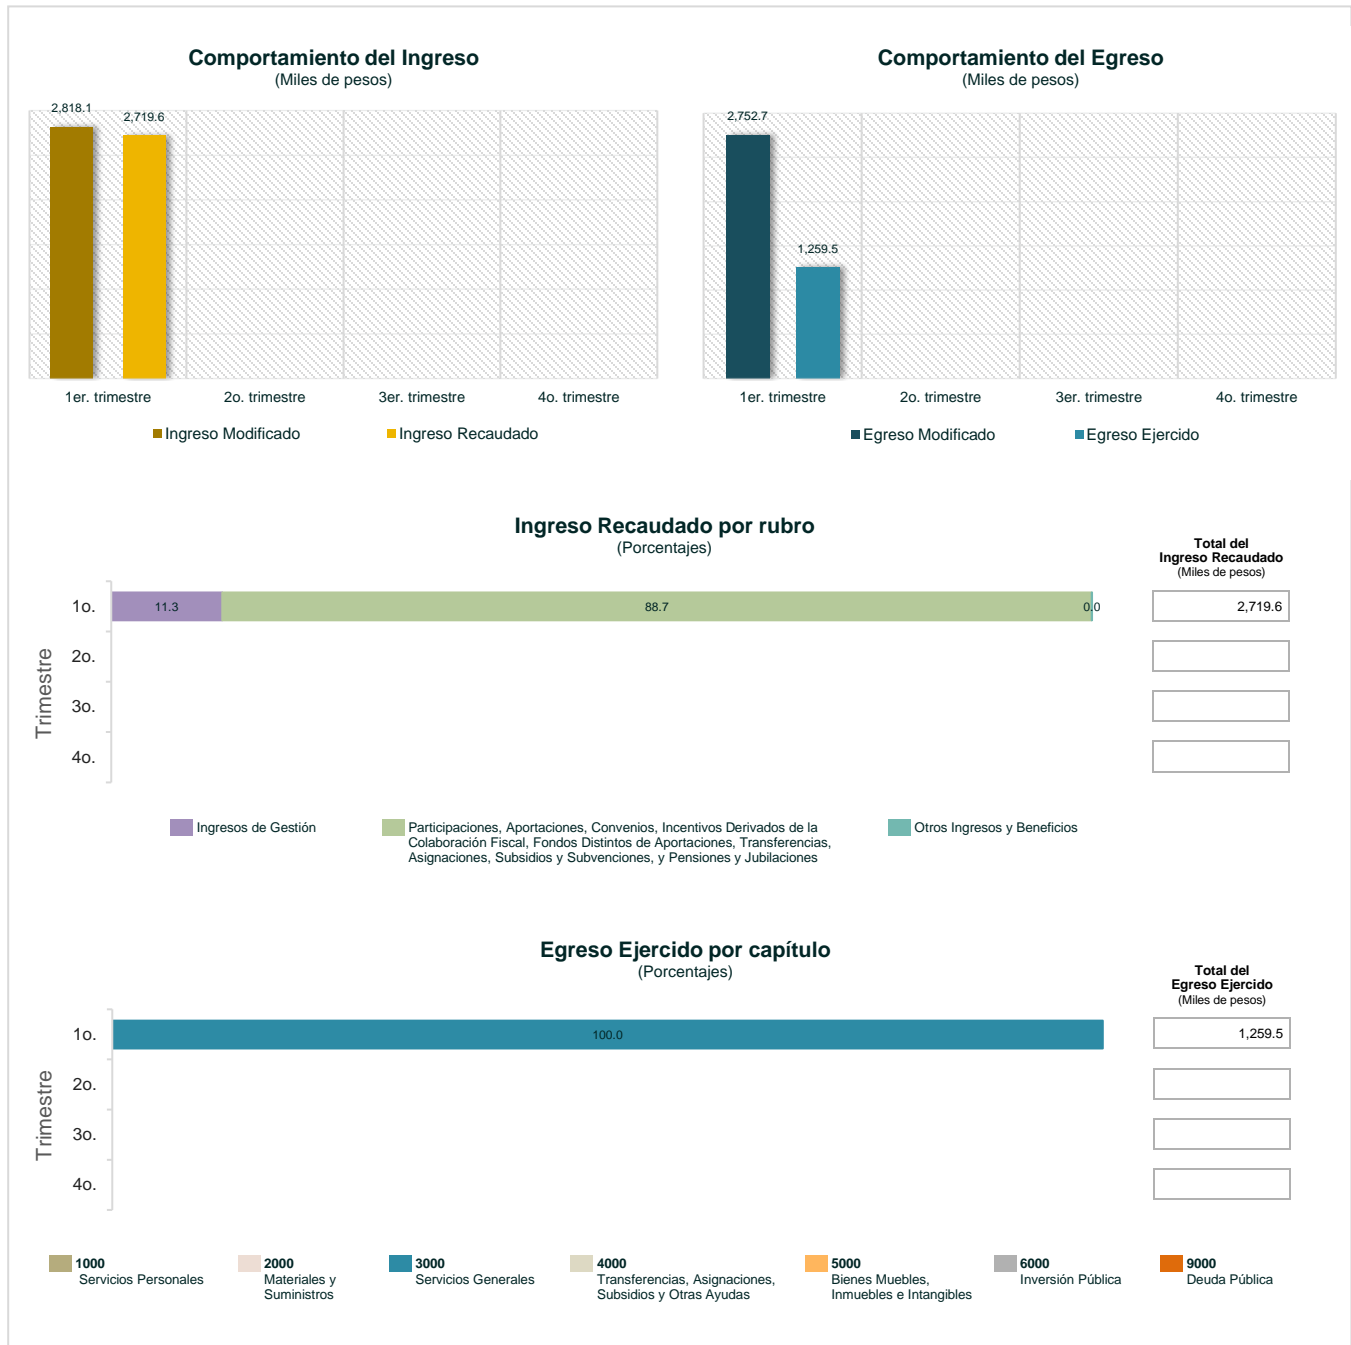 Comportamiento del Ingreso
(Miles de pesos)
2,818.1
2,719.6
1er. trimestre
2o. trimestre
3er. trimestre
4o. trimestre
Ingreso Modificado
Ingreso Recaudado
Comportamiento del Egreso
(Miles de pesos)
2,752.7
1,259.5
1er. trimestre
2o. trimestre
3er. trimestre
4o. trimestre
Egreso Modificado
Egreso Ejercido
Ingreso Recaudado por rubro
(Porcentajes)
Total del
Ingreso Recaudado
(Miles de pesos)
Trimestre
1o.
11.3
88.7
0.0
2,719.6
2o.
3o.
4o.
Ingresos de Gestión
Participaciones, Aportaciones, Convenios, Incentivos Derivados de la
Colaboración Fiscal, Fondos Distintos de Aportaciones, Transferencias,
Asignaciones, Subsidios y Subvenciones, y Pensiones y Jubilaciones
Otros Ingresos y Beneficios
Egreso Ejercido por capítulo
(Porcentajes)
Total del
Egreso Ejercido
(Miles de pesos)
Trimestre
1o.
100.0
1,259.5
2o.
3o.
4o.
1000
Servicios Personales
2000
Materiales y
Suministros
3000
Servicios Generales
4000
Transferencias, Asignaciones,
Subsidios y Otras Ayudas
5000
Bienes Muebles,
Inmuebles e Intangibles
6000
Inversión Pública
9000
Deuda Pública